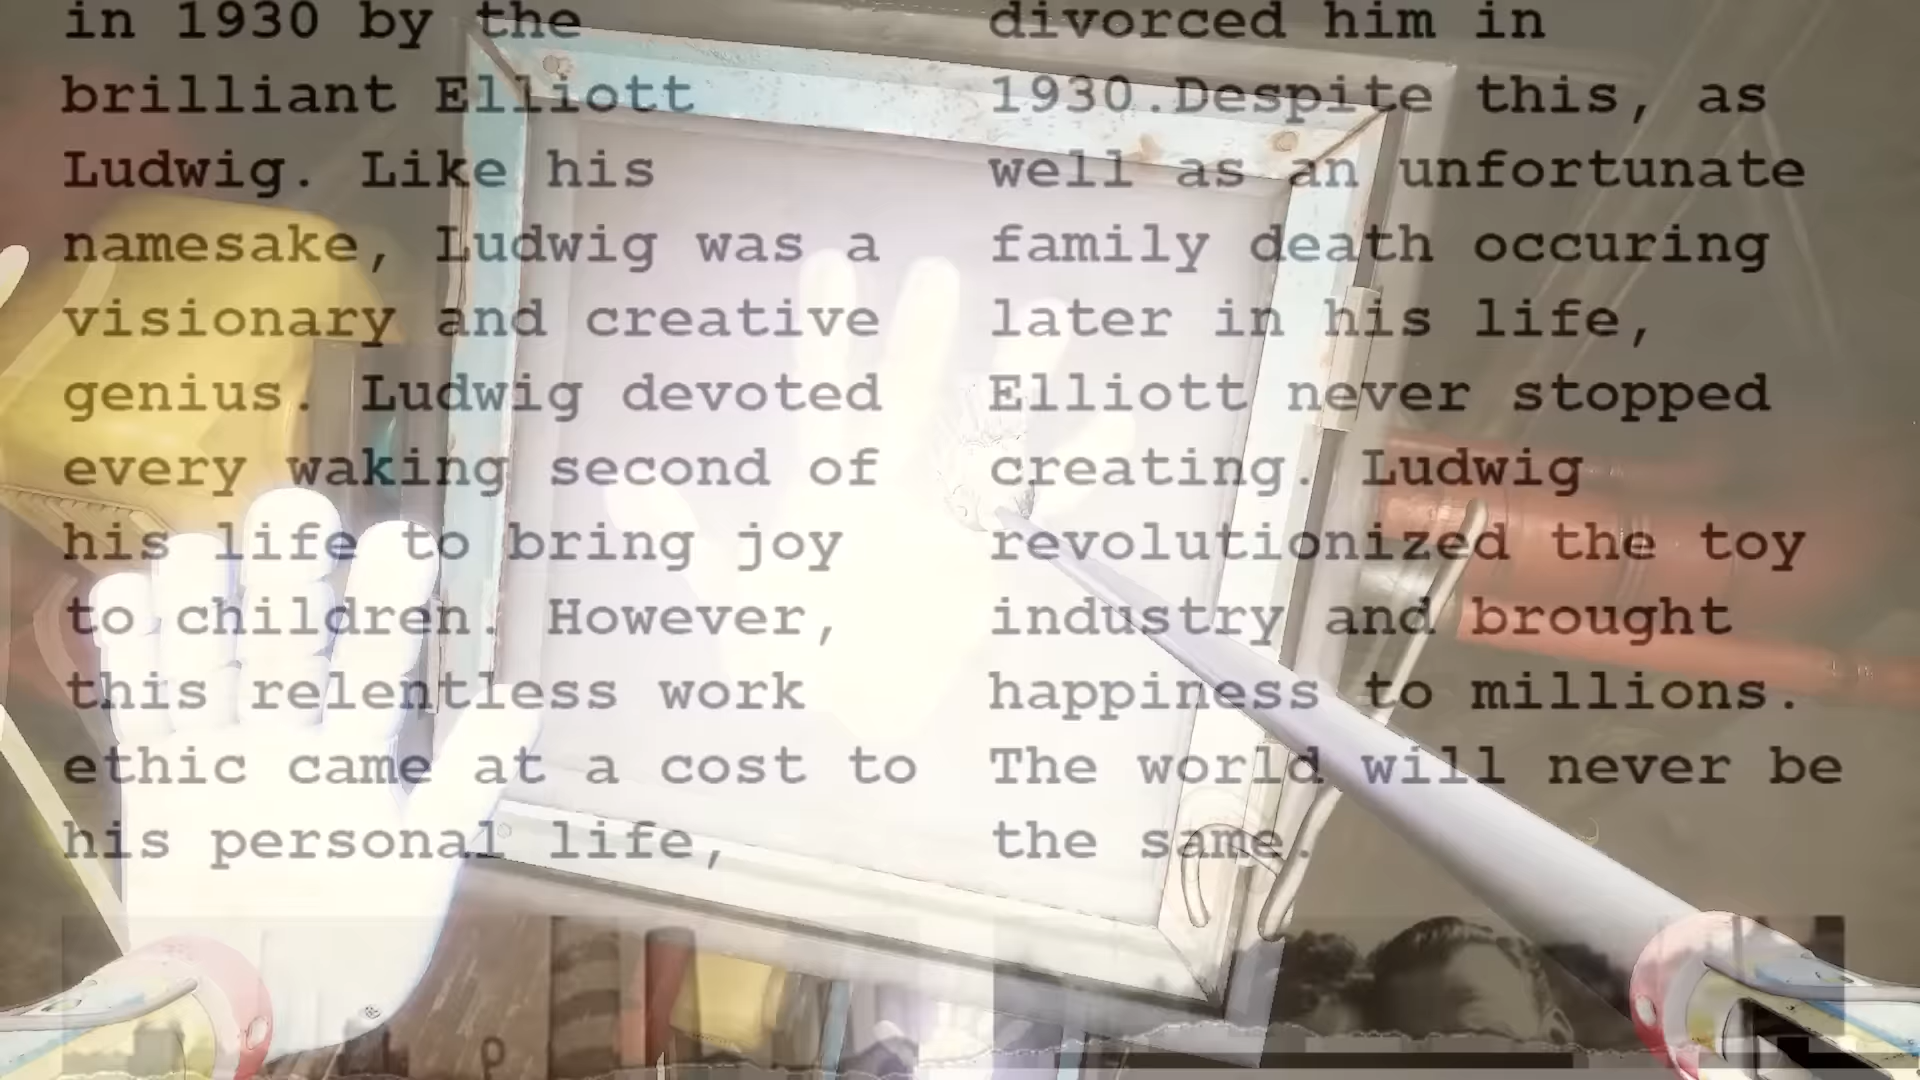 in 1930 by the
brilliant Elliott
Ludwig. Like his
namesake, Ludwig was a
visionary and creative
genius. Ludwig devoted
every waking second of
his life to bring joy
to children. However,
this relentless work
ethic came at a cost to
his personal life,
divorced him in
1930.Despite this, as
well as an unfortunate
family death occuring
later in his life,
Elliott never stopped
creating. Ludwig
revolutionized the toy
industry and brought
happiness to millions.
The world will never be
the same.